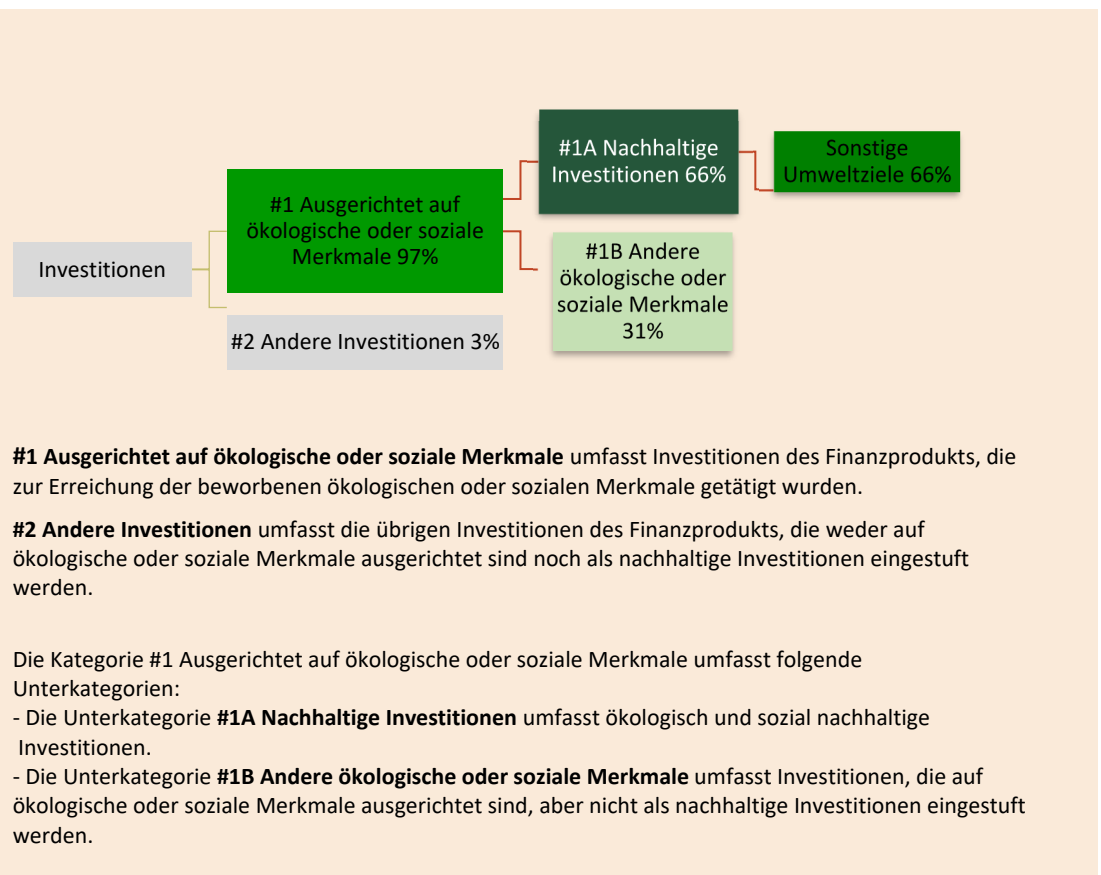 Investitionen
#1 Ausgerichtet auf
ökologische oder soziale
Merkmale 97%
#2 Andere Investitionen 3%
#1A Nachhaltige
Investitionen 66%
#1B Andere
ökologische oder
soziale Merkmale
31%
Sonstige
Umweltziele 66%
#1 Ausgerichtet auf ökologische oder soziale Merkmale umfasst Investitionen des Finanzprodukts, die
zur Erreichung der beworbenen ökologischen oder sozialen Merkmale getätigt wurden.
#2 Andere Investitionen umfasst die übrigen Investitionen des Finanzprodukts, die weder auf
ökologische oder soziale Merkmale ausgerichtet sind noch als nachhaltige Investitionen eingestuft
werden.
Die Kategorie #1 Ausgerichtet auf ökologische oder soziale Merkmale umfasst folgende
Unterkategorien:
- Die Unterkategorie #1A Nachhaltige Investitionen umfasst ökologisch und sozial nachhaltige
Investitionen.
- Die Unterkategorie #1B Andere ökologische oder soziale Merkmale umfasst Investitionen, die auf
ökologische oder soziale Merkmale ausgerichtet sind, aber nicht als nachhaltige Investitionen eingestuft
werden.